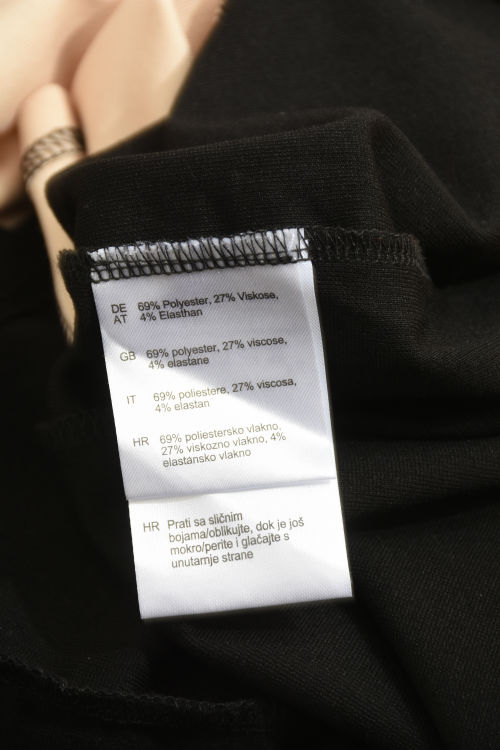 DE 69% Polyester, 27% Viskose,
AT 4% Elasthan
GB 69% polyester, 27% viscose,
4% elastane
IT 69% poliestere, 27% viscosa,
4% elastan
HR 69% poliestersko vlakno,
27% viskozno vlakno, 4%
elastansko vlakno
HR Prati sa sličnim
bojama/oblikujte, dok je još
mokro/perite i glačajte s
unutarnje strane